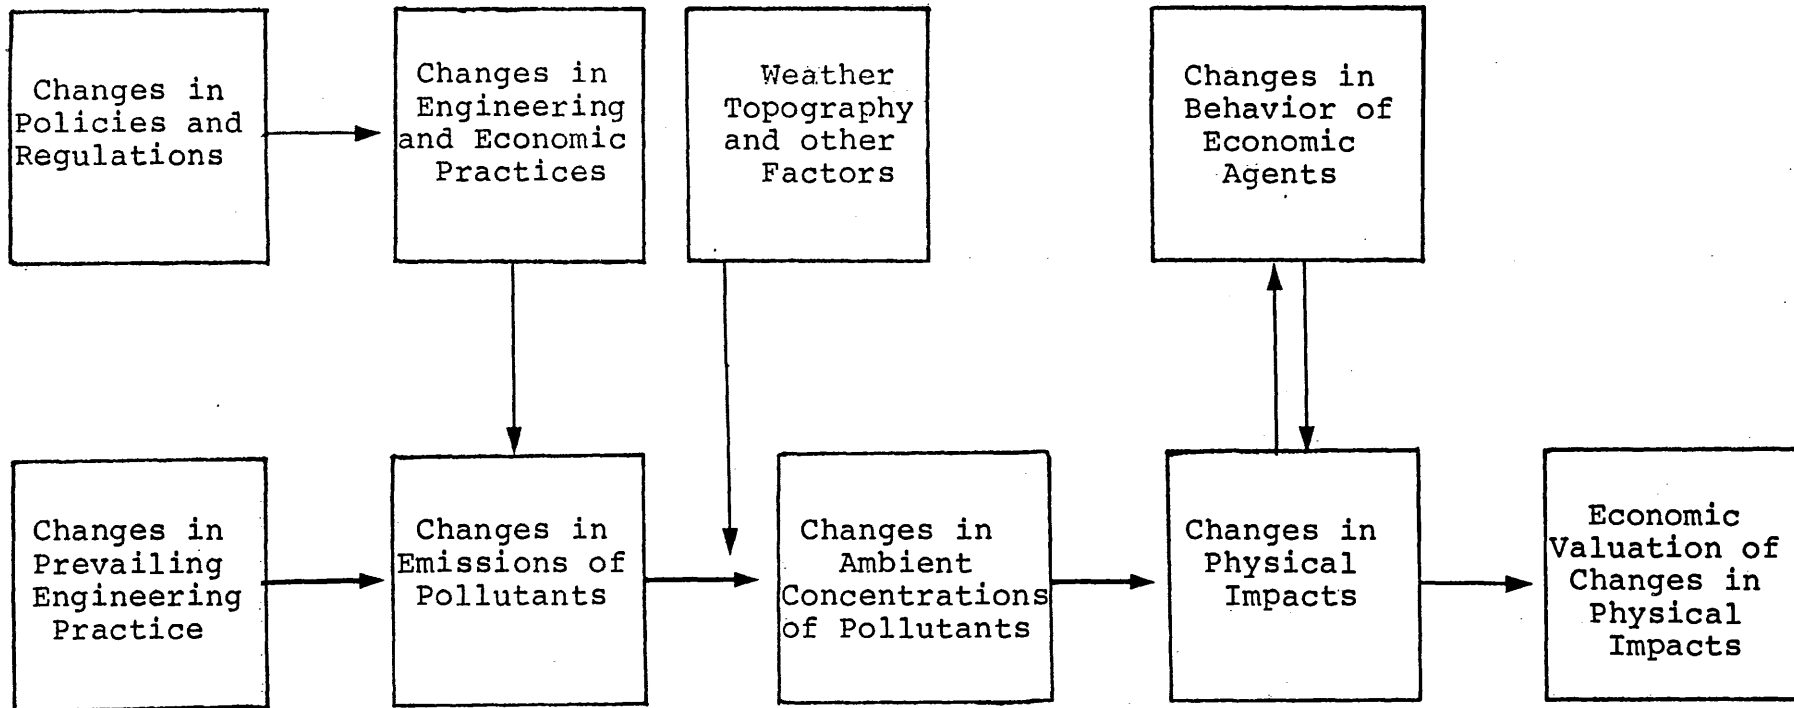 Changes in
Policies and
Regulations
Changes in
Engineering
and Economic
Practices
Weather
Topography
and other
Factors
Changes in
Behavior of
Economic
Agents
Changes in
Prevailing
Engineering
Practice
Changes in
Emissions of
Pollutants
Changes in
Ambient
Concentrations
of Pollutants
Changes in
Physical
Impacts
Economic
Valuation of
Changes in
Physical
Impacts